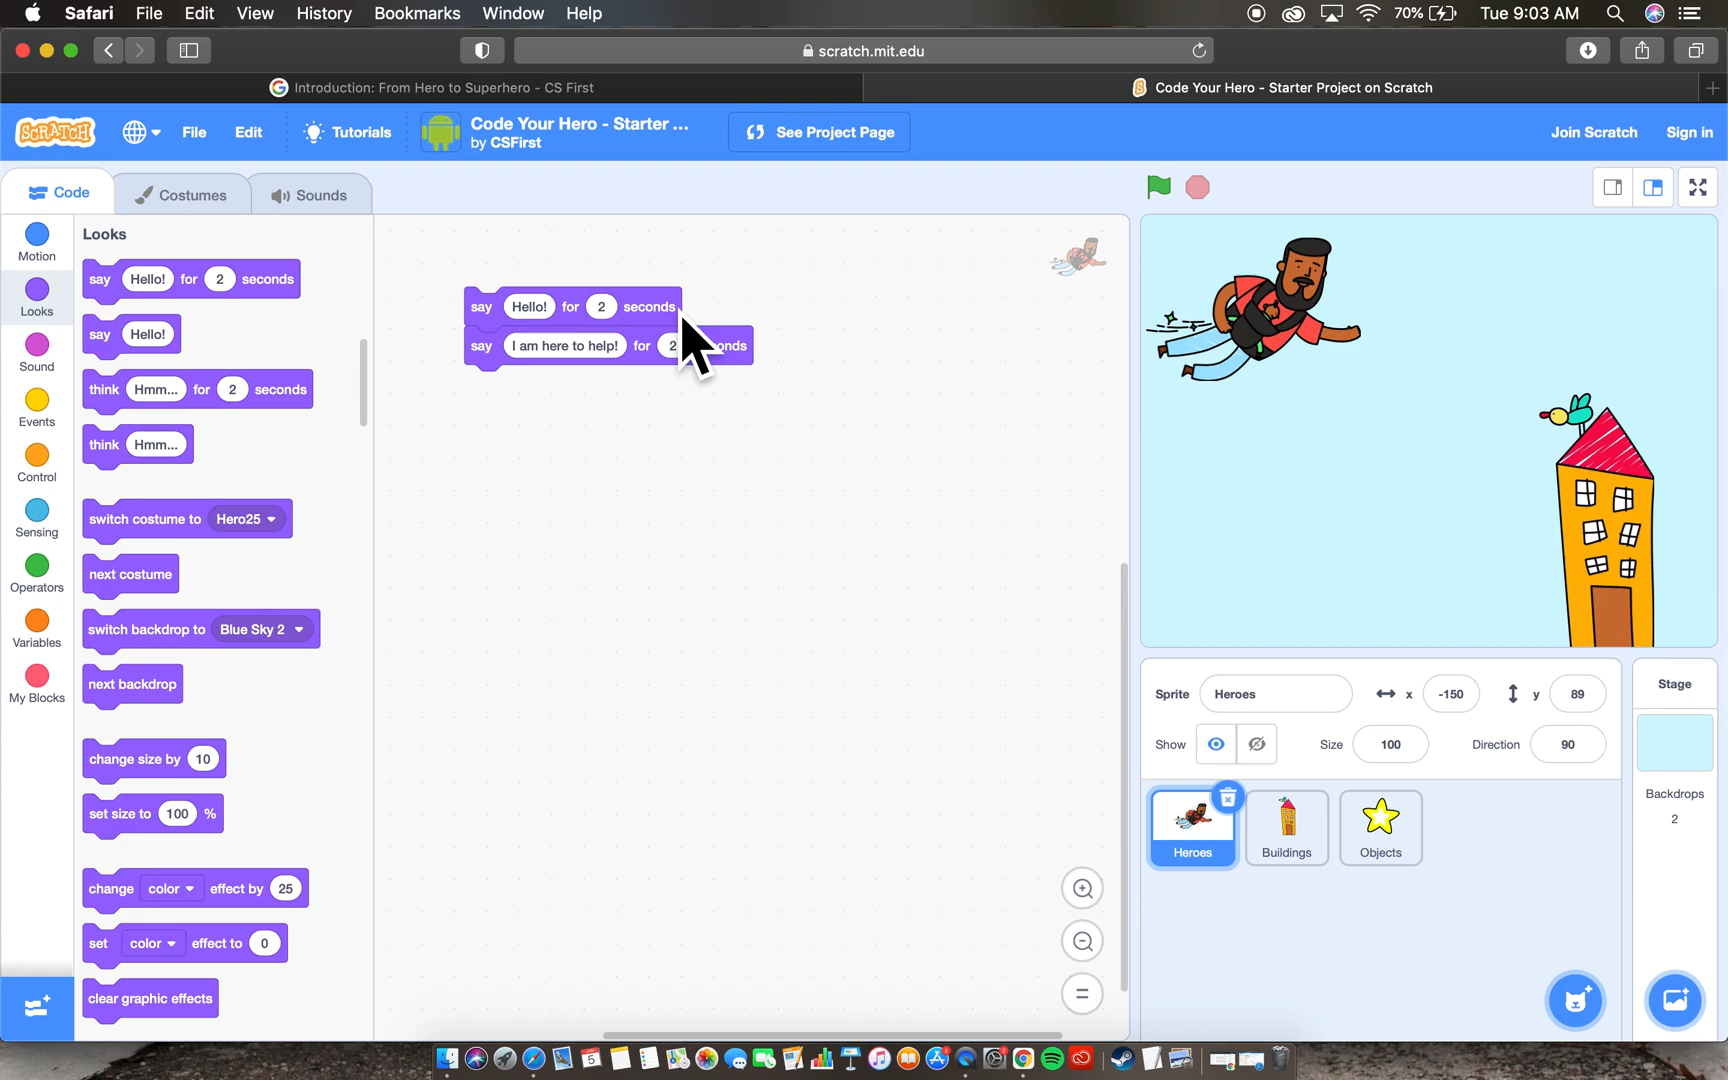 Safari File Edit View History Bookmarks Window Help 70% Tue 9:03 AM
scratch.mit.edu
Introduction: From Hero to Superhero - CS First
Code Your Hero - Starter Project on Scratch
SCRATCH File Edit Tutorials Code Your Hero - Starter ... See Project Page Join Scratch Sign in
by CSFirst
Code Costumes Sounds
Motion
Looks
Sound
Events
Control
Sensing
Operators
Variables
My Blocks
Looks
say Hello! for 2 seconds
say Hello!
think Hmm... for 2 seconds
think Hmm...
switch costume to Hero25
next costume
switch backdrop to Blue Sky 2
next backdrop
change size by 10
set size to 100 %
change color effect by 25
set color effect to 0
clear graphic effects
say Hello! for 2 seconds
say I am here to help! for 2
Sprite Heroes x -150 y 89
Show Size 100 Direction 90
Heroes Buildings Objects
Stage
Backdrops
2